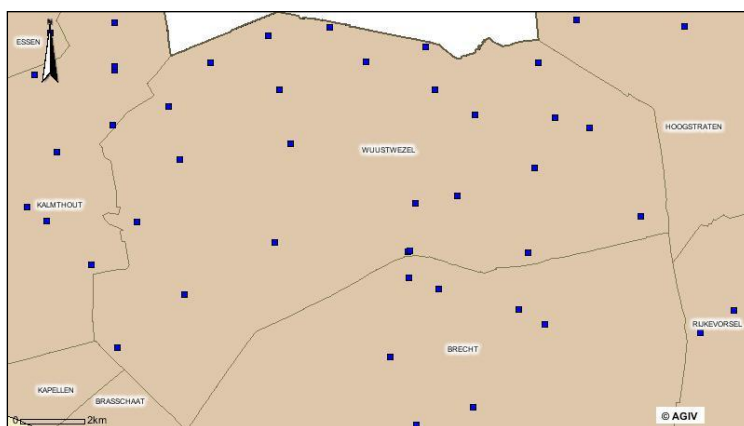 ESSEN
N
HOOGSTRATEN
WUUSTWEZEL
KALMTHOUT
RIJKEVORSEL
BRECHT
KAPELLEN
BRASSCHAAT
0 2km
© AGIV